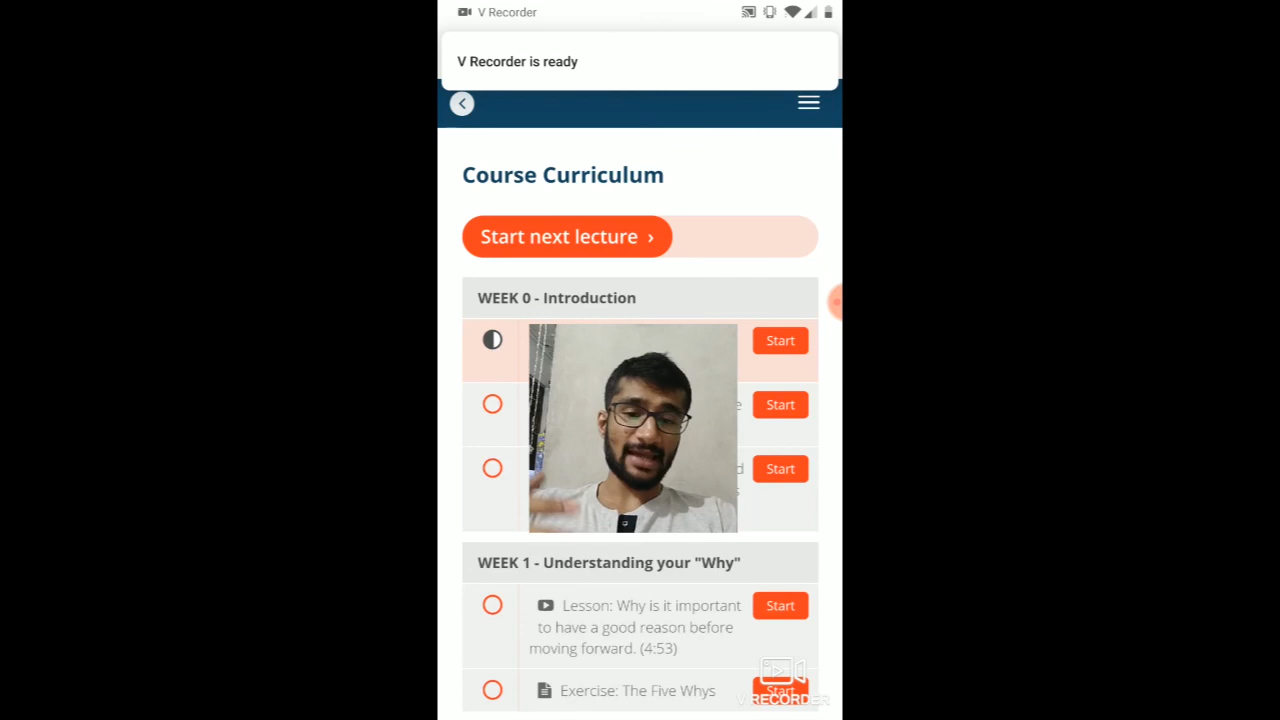 V Recorder
V Recorder is ready
Course Curriculum
Start next lecture ›
WEEK 0 - Introduction
Start
Start
Start
WEEK 1 - Understanding your "Why"
Lesson: Why is it important
to have a good reason before
moving forward. (4:53)
Start
Exercise: The Five Whys
Start
V RECORDER